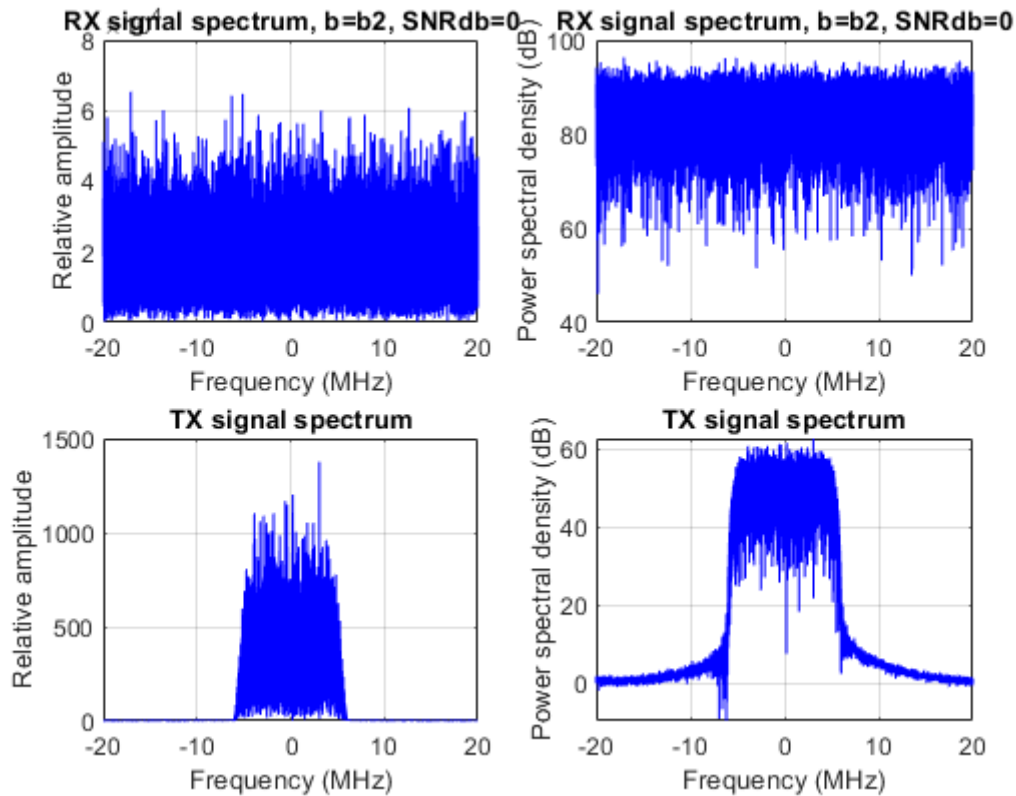 RX signal spectrum, b=b2, SNRdb=0
RX signal spectrum, b=b2, SNRdb=0
8
6
4
2
0
Relative amplitude
-20 -10 0 10 20
Frequency (MHz)
100
80
60
40
Power spectral density (dB)
-20 -10 0 10 20
Frequency (MHz)
TX signal spectrum
1500
1000
500
0
Relative amplitude
-20 -10 0 10 20
Frequency (MHz)
TX signal spectrum
60
40
20
0
Power spectral density (dB)
-20 -10 0 10 20
Frequency (MHz)